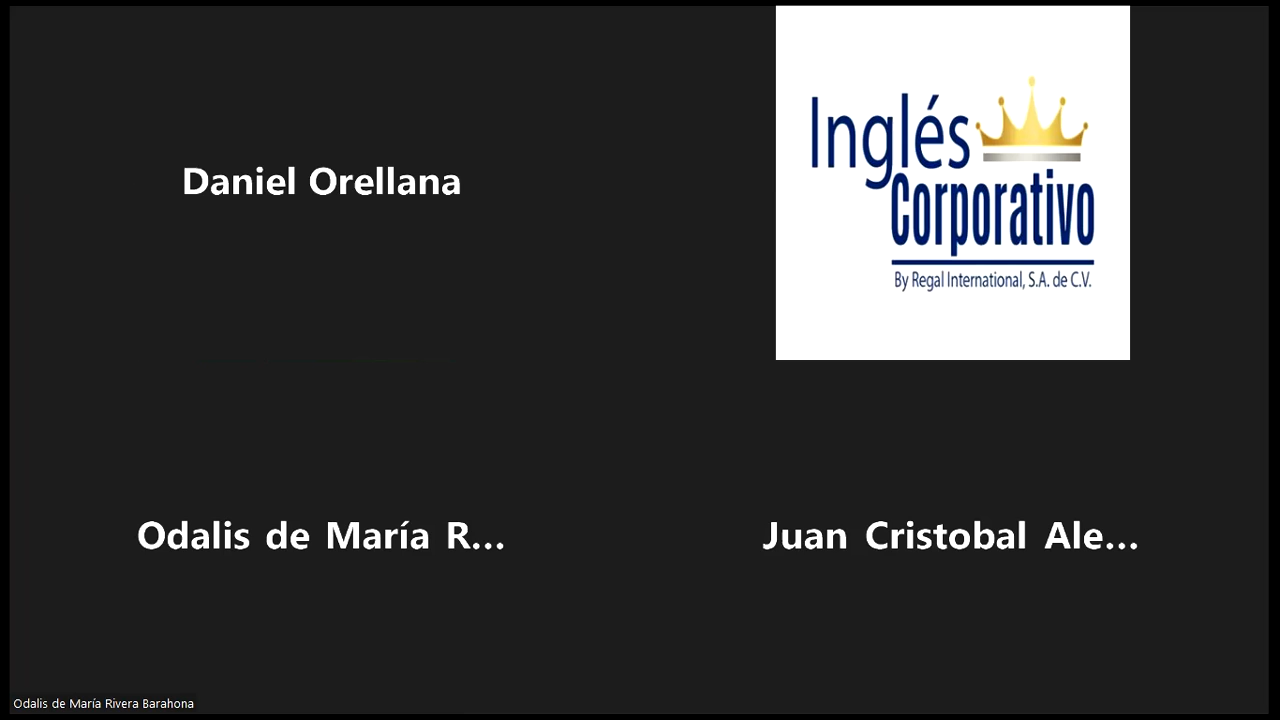 Daniel Orellana
Inglés
Corporativo
By Regal International, S.A. de C.V.
Odalis de María R...
Juan Cristobal Ale...
Odalis de María Rivera Barahona